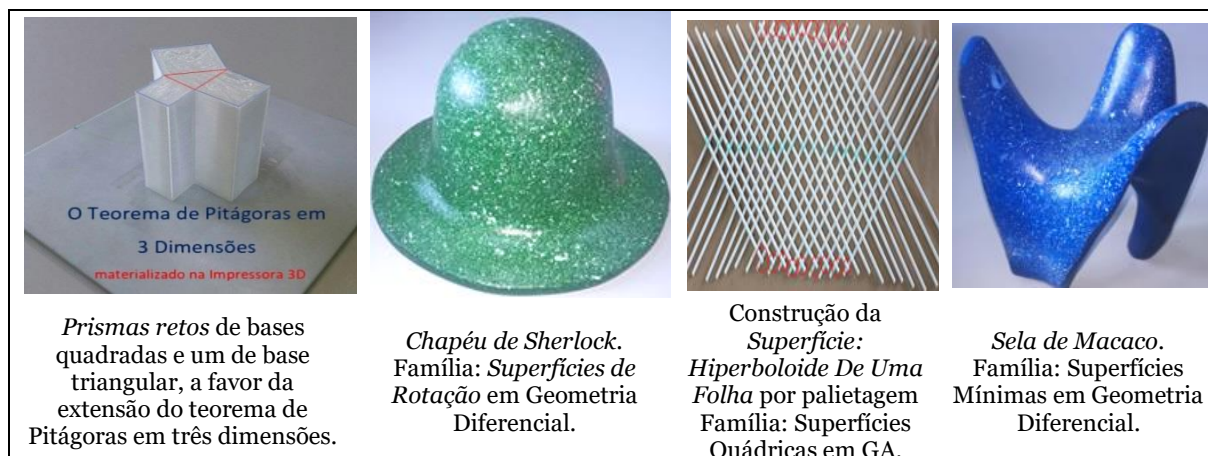 O Teorema de Pitágoras em
3 Dimensões
materializado na Impressora 3D
Prismas retos de bases
quadradas e um de base
triangular, a favor da
extensão do teorema de
Pitágoras em três dimensões.
Chapéu de Sherlock.
Família: Superfícies de
Rotação em Geometria
Diferencial.
Construção da
Superfície:
Hiperboloide De Uma
Folha por palietagem
Família: Superfícies
Quádricas em GA.
Sela de Macaco.
Família: Superfícies
Mínimas em Geometria
Diferencial.